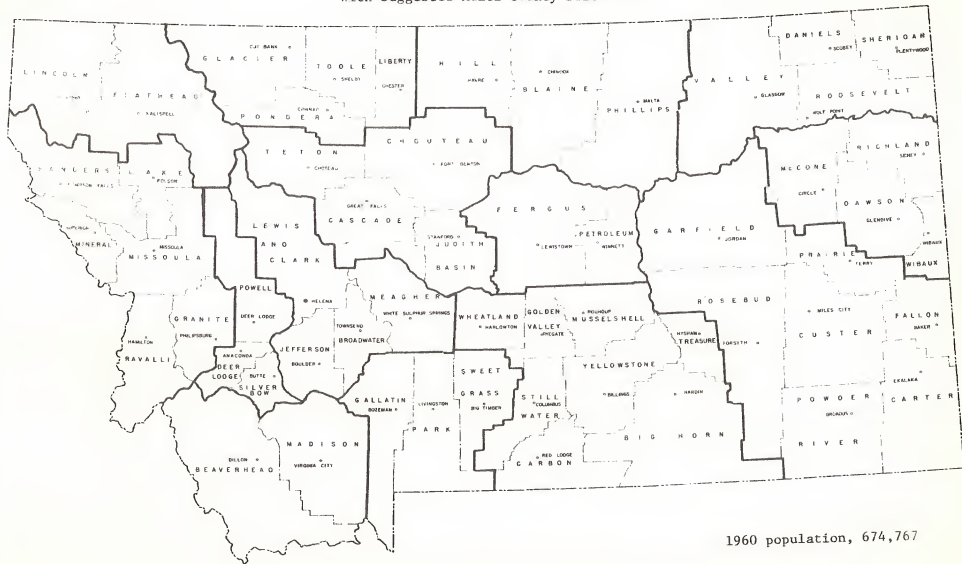 With Suggested Multi-County
DANIELS
SCOBEY
SHERIDAN
PLENTYWOOD
CUT BANK
GLACIER
TOOLE
SHELBY
LIBERTY
CHESTER
HILL
HAVRE
CHINOOK
BLAINE
MALTA
PHILLIPS
VALLEY
GLASGOW
ROOSEVELT
WOLF POINT
LINCOLN
FLATHEAD
KALISPELL
CONRAD
PONDERA
TETON
CHOTEAU
CHOUTEAU
FORT BENTON
RICHLAND
SIDNEY
McCONE
CIRCLE
DAWSON
GLENDIVE
WIBAUX
WIBAUX
SANDERS
THOMPSON FALLS
LAKE
POLSON
SUPERIOR
MINERAL
MISSOULA
MISSOULA
LEWIS
AND
CLARK
GREAT FALLS
CASCADE
STANFORD
JUDITH
BASIN
FERGUS
LEWISTOWN
PETROLEUM
WINNETT
GARFIELD
JORDAN
PRAIRIE
TERRY
POWELL
DEER LODGE
HELENA
MEAGHER
WHITE SULPHUR SPRINGS
TOWNSEND
BROADWATER
WHEATLAND
HARLOWTON
GOLDEN
VALLEY
RYEGATE
ROUNDUP
MUSSELSHELL
ROSEBUD
HYSHAM
TREASURE
FORSYTH
MILES CITY
CUSTER
FALLON
BAKER
GRANITE
PHILIPSBURG
HAMILTON
RAVALLI
ANACONDA
DEER
LODGE
BUTTE
SILVER
BOW
JEFFERSON
BOULDER
GALLATIN
BOZEMAN
LIVINGSTON
PARK
SWEET
GRASS
BIG TIMBER
STILL
WATER
COLUMBUS
YELLOWSTONE
BILLINGS
HARDIN
BIG HORN
RED LODGE
CARBON
POWDER
RIVER
BROADUS
EKALAKA
CARTER
DILLON
BEAVERHEAD
MADISON
VIRGINIA CITY
1960 population, 674,767